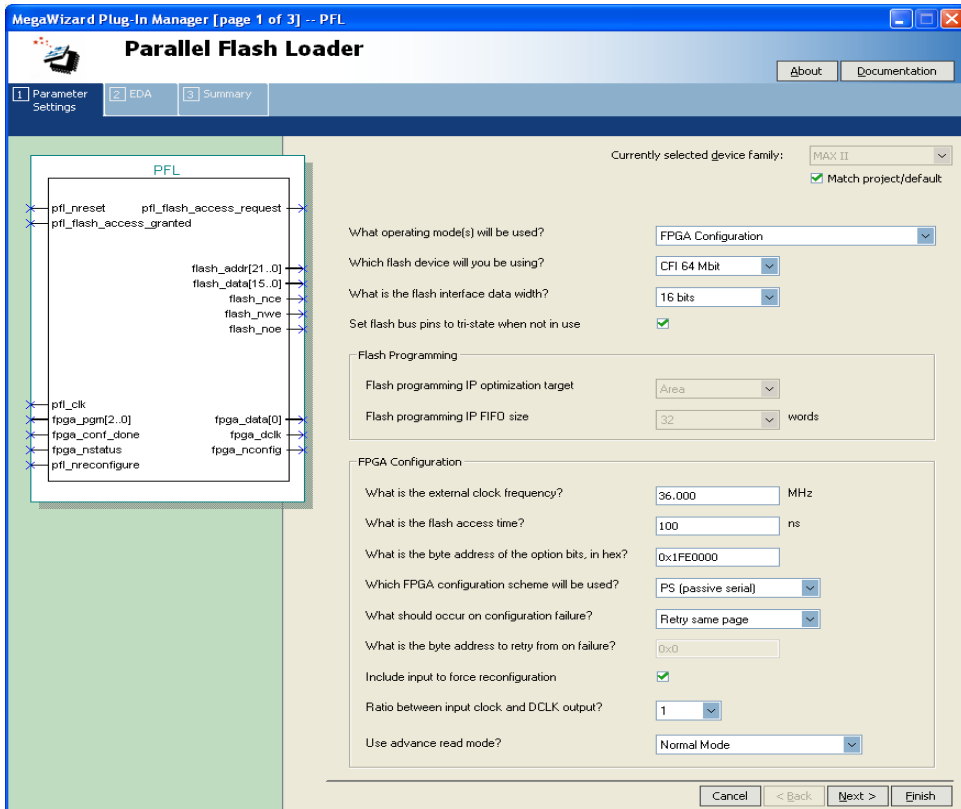 MegaWizard Plug-In Manager [page 1 of 3] -- PFL
Parallel Flash Loader
About
Documentation
1 Parameter Settings
2 EDA
3 Summary
PFL
pfl_nreset pfl_flash_access_request
pfl_flash_access_granted
flash_addr[21..0]
flash_data[15..0]
flash_nce
flash_nwe
flash_noe
pfl_clk
fpga_pgm[2..0] fpga_data[0]
fpga_conf_done fpga_dclk
fpga_nstatus fpga_nconfig
pfl_nreconfigure
Currently selected device family: MAX II
Match project/default
What operating mode(s) will be used? FPGA Configuration
Which flash device will you be using? CFI 64 Mbit
What is the flash interface data width? 16 bits
Set flash bus pins to tri-state when not in use
Flash Programming
Flash programming IP optimization target Area
Flash programming IP FIFO size 32 words
FPGA Configuration
What is the external clock frequency? 36.000 MHz
What is the flash access time? 100 ns
What is the byte address of the option bits, in hex? 0x1FE0000
Which FPGA configuration scheme will be used? PS (passive serial)
What should occur on configuration failure? Retry same page
What is the byte address to retry from on failure? 0x0
Include input to force reconfiguration
Ratio between input clock and DCLK output? 1
Use advance read mode? Normal Mode
Cancel < Back Next > Finish